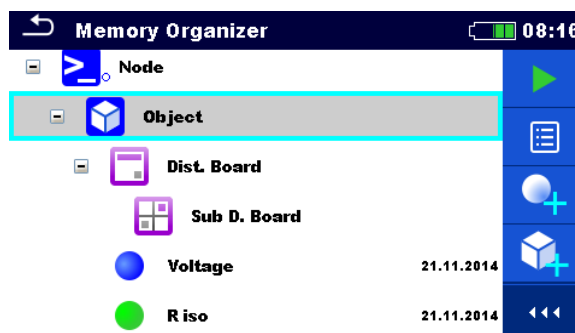 Memory Organizer 08:16
Node
Object
Dist. Board
Sub D. Board
Voltage 21.11.2014
R iso 21.11.2014